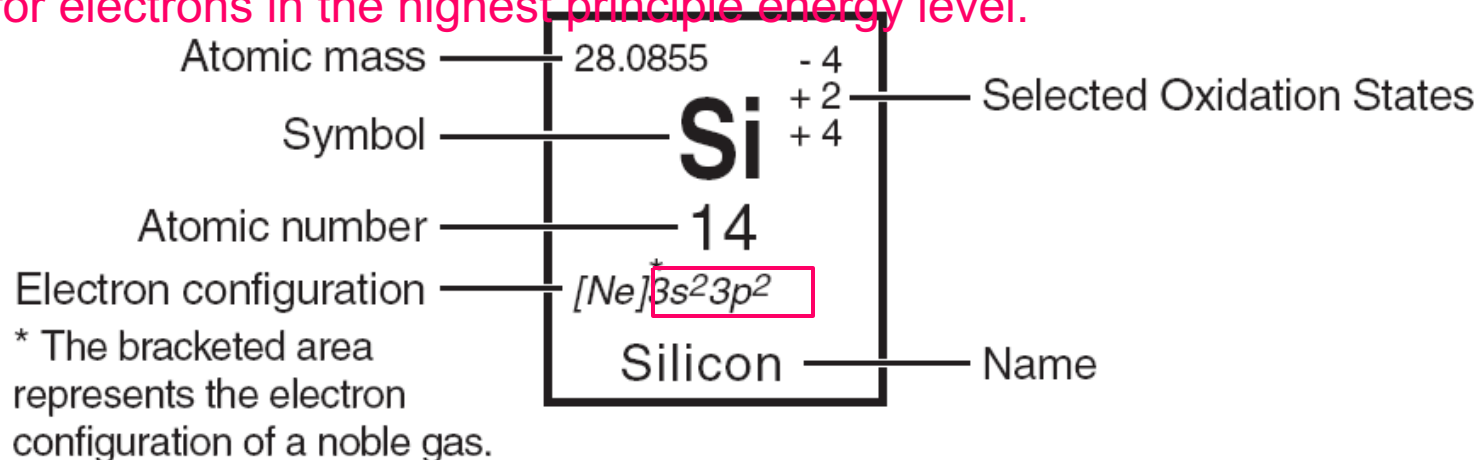 for electrons in the highest principle energy level.
Atomic mass
28.0855
- 4
Selected Oxidation States
+ 2
Symbol
Si
+ 4
Atomic number
14
Electron configuration
[Ne]*3s²3p²
* The bracketed area
represents the electron
configuration of a noble gas.
Silicon
Name